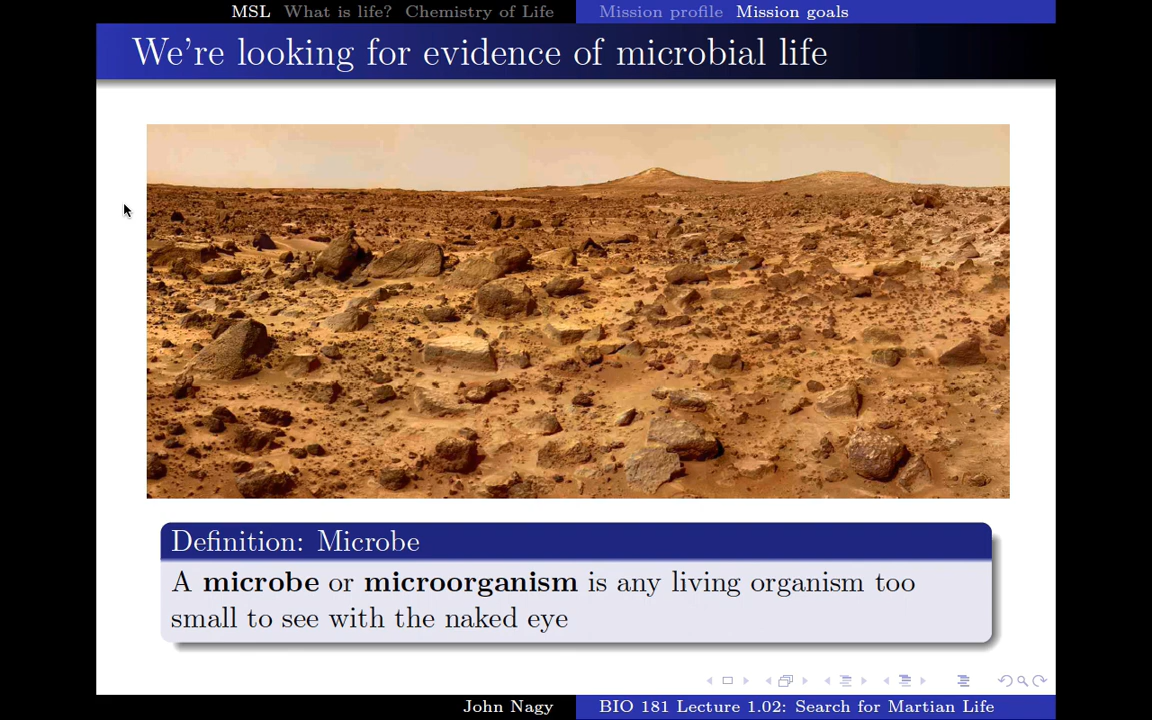 MSL What is life? Chemistry of Life Mission profile Mission goals
We're looking for evidence of microbial life
Definition: Microbe
A microbe or microorganism is any living organism too
small to see with the naked eye
John Nagy BIO 181 Lecture 1.02: Search for Martian Life